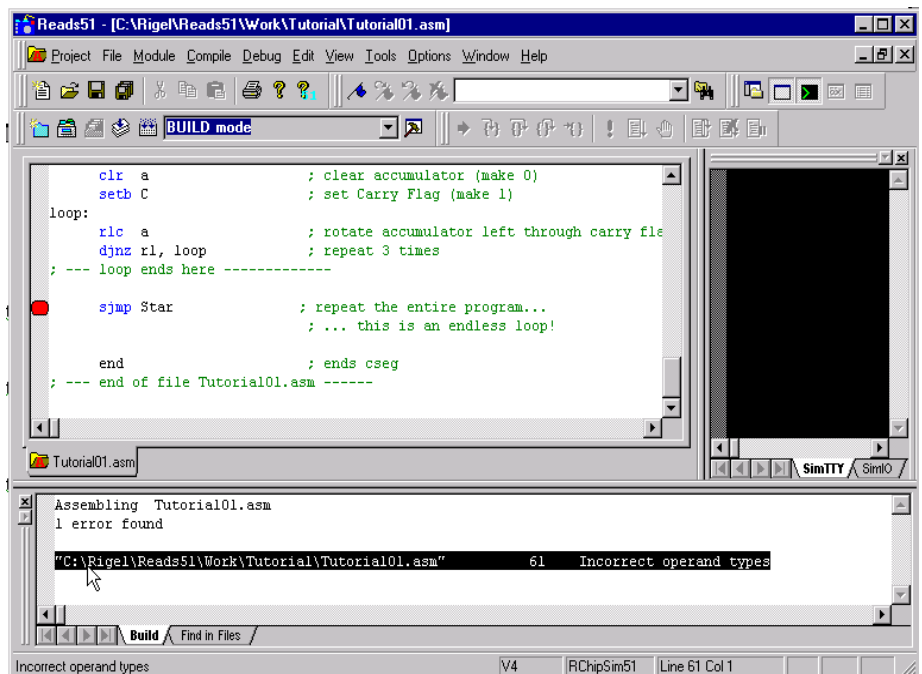 Reads51 - [C:\Rigel\Reads51\Work\Tutorial\Tutorial01.asm]
Project File Module Compile Debug Edit View Tools Options Window Help
BUILD mode
clr a ; clear accumulator (make 0)
setb C ; set Carry Flag (make 1)
loop:
rlc a ; rotate accumulator left through carry fla
djnz r1, loop ; repeat 3 times
; --- loop ends here -------------
sjmp Star ; repeat the entire program...
; ... this is an endless loop!
end ; ends cseg
; --- end of file Tutorial01.asm ------
Tutorial01.asm
SimTTY SimIO
Assembling Tutorial01.asm
1 error found
"C:\Rigel\Reads51\Work\Tutorial\Tutorial01.asm" 61 Incorrect operand types
Build Find in Files
Incorrect operand types V4 RChipSim51 Line 61 Col 1